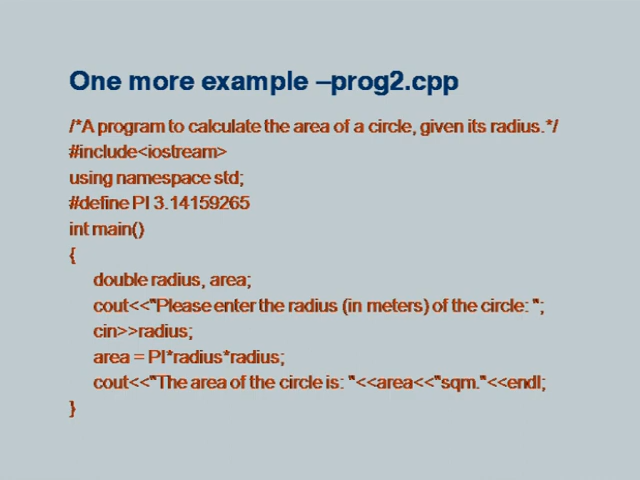 One more example –prog2.cpp
/*A program to calculate the area of a circle, given its radius.*/
#include<iostream>
using namespace std;
#define PI 3.14159265
int main()
{
double radius, area;
cout<<"Please enter the radius (in meters) of the circle: ";
cin>>radius;
area = PI*radius*radius;
cout<<"The area of the circle is: "<<area<<"sqm."<<endl;
}